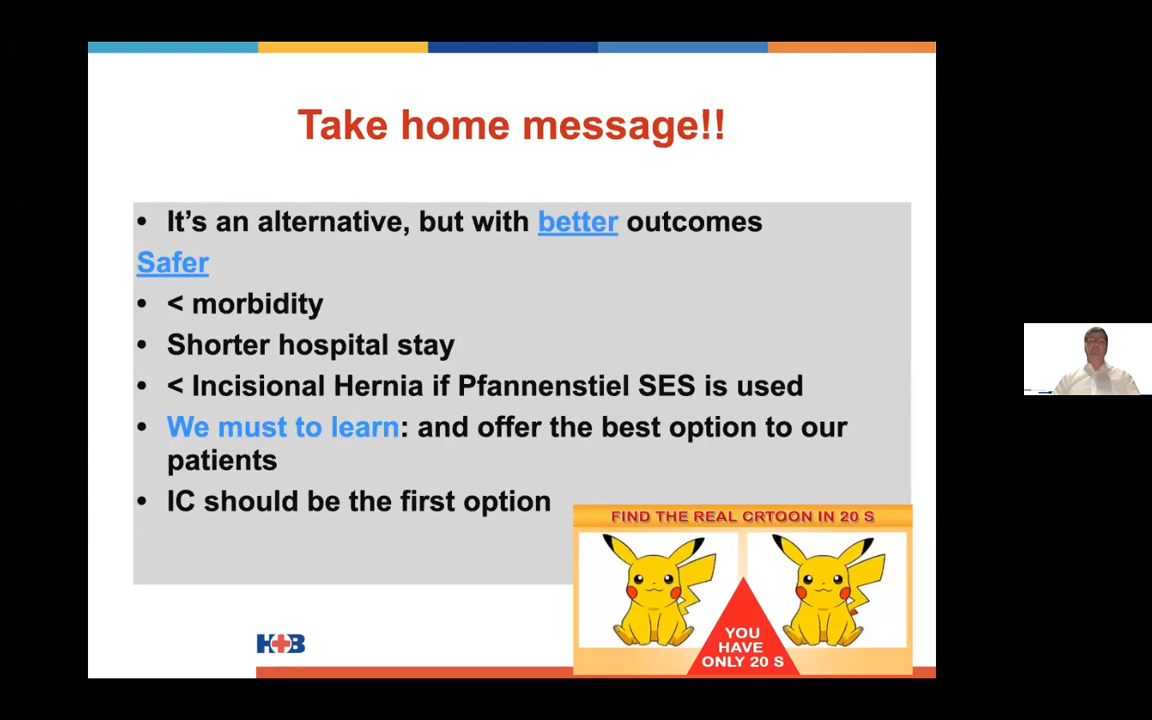 Take home message!!
• It’s an alternative, but with better outcomes
Safer
• < morbidity
• Shorter hospital stay
• < Incisional Hernia if Pfannenstiel SES is used
• We must to learn: and offer the best option to our
patients
• IC should be the first option
FIND THE REAL CRTOON IN 20 S
YOU
HAVE
ONLY 20 S
HB